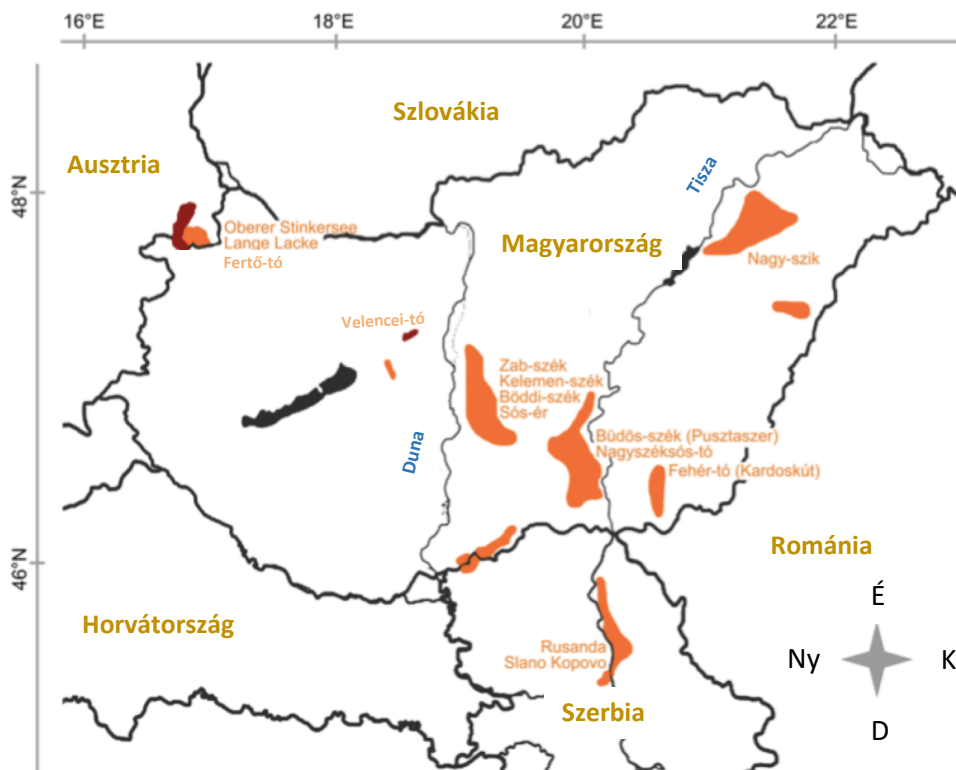 16°E
18°E
20°E
22°E
Szlovákia
Ausztria
Tisza
48°N
Oberer Stinkersee
Lange Lacke
Fertő-tó
Magyarország
Nagy-szik
Velencei-tó
Zab-szék
Kelemen-szék
Böddi-szék
Sós-ér
Duna
Büdös-szék (Pusztaszer)
Nagyszéksós-tó
Fehér-tó (Kardoskút)
46°N
Románia
É
Horvátország
Ny
K
Rusanda
Slano Kopovo
Szerbia
D